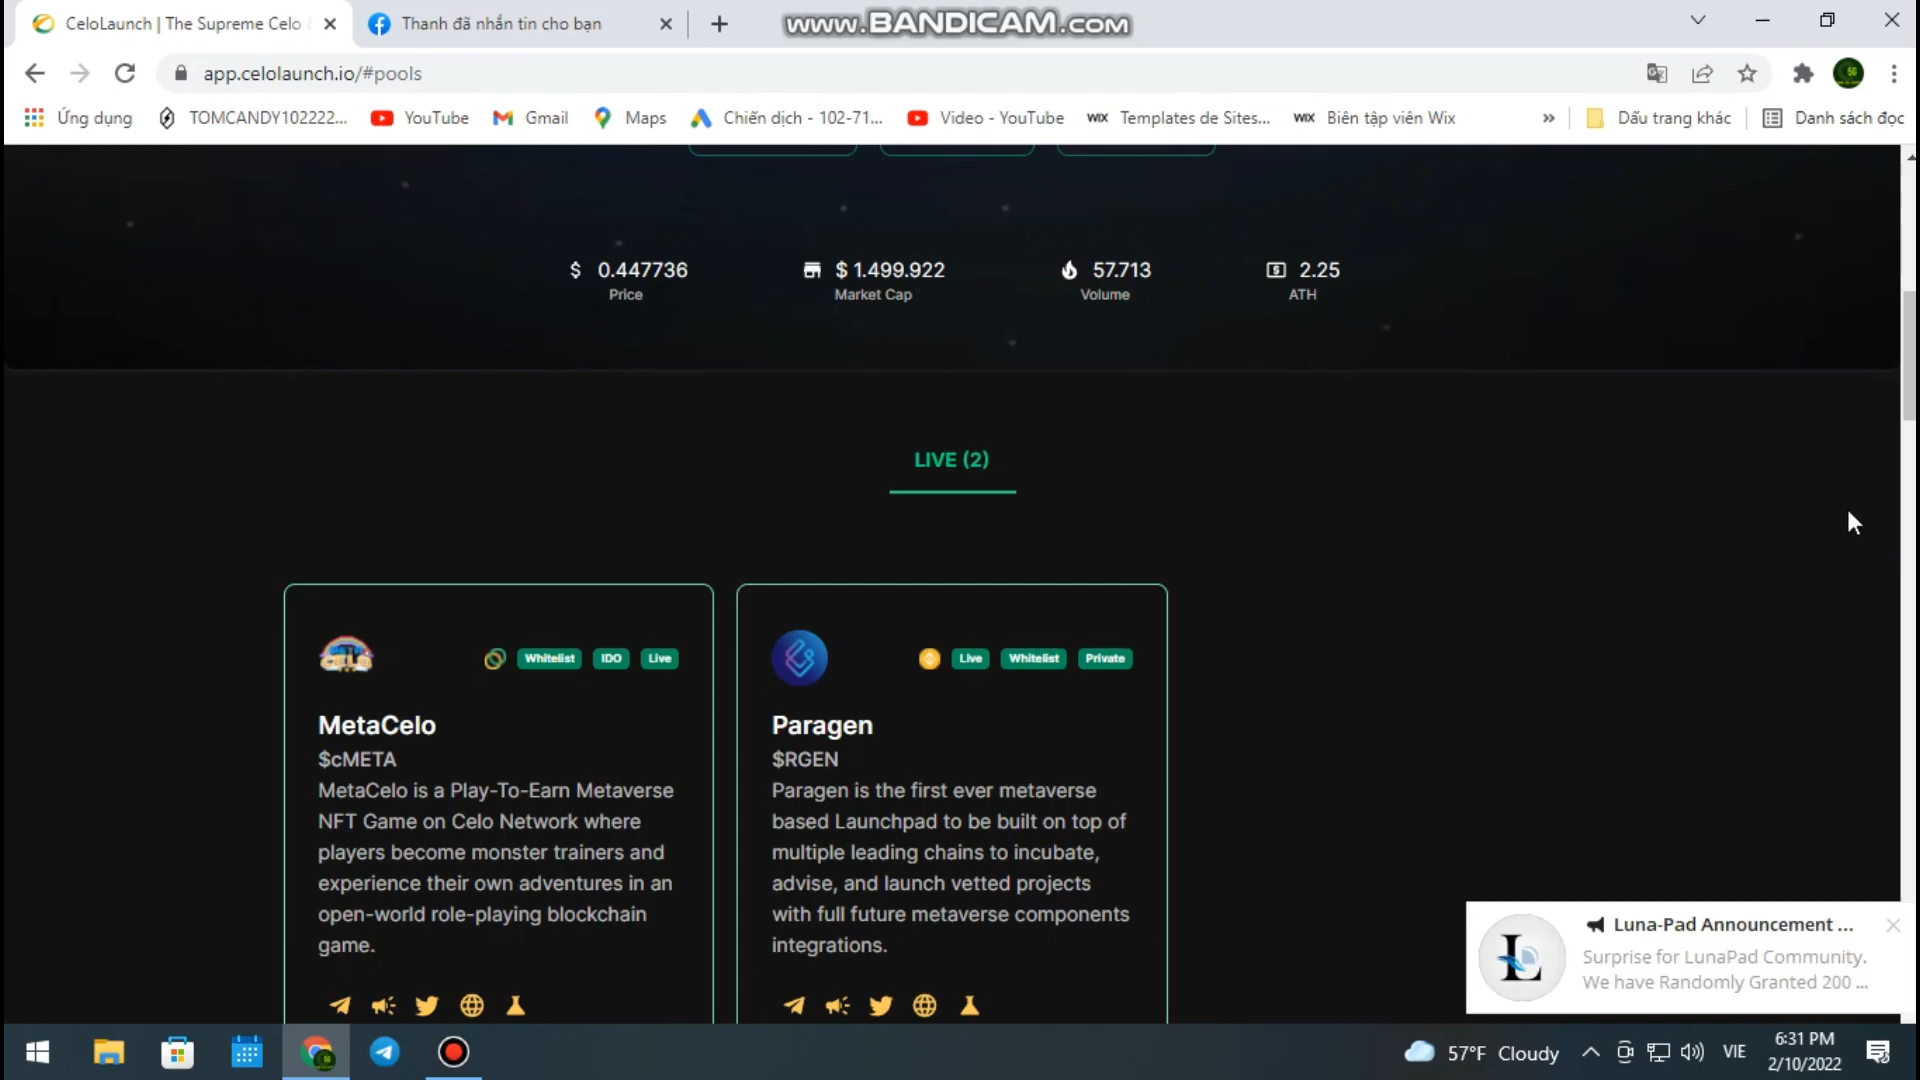 CeloLaunch | The Supreme Celo
Thanh đã nhắn tin cho bạn
www.BANDICAM.com
app.celolaunch.io/#pools
Ứng dụng
TOMCANDY102222...
YouTube
Gmail
Maps
Chiến dịch - 102-71...
Video - YouTube
WIX Templates de Sites...
WIX Biên tập viên Wix
»
Dấu trang khác
Danh sách đọc
$ 0.447736
Price
$ 1.499.922
Market Cap
57.713
Volume
2.25
ATH
LIVE (2)
Whitelist IDO Live
MetaCelo
$cMETA
MetaCelo is a Play-To-Earn Metaverse
NFT Game on Celo Network where
players become monster trainers and
experience their own adventures in an
open-world role-playing blockchain
game.
Live Whitelist Private
Paragen
$RGEN
Paragen is the first ever metaverse
based Launchpad to be built on top of
multiple leading chains to incubate,
advise, and launch vetted projects
with full future metaverse components
integrations.
Luna-Pad Announcement ...
Surprise for LunaPad Community.
We have Randomly Granted 200 ...
57°F Cloudy
VIE
6:31 PM
2/10/2022